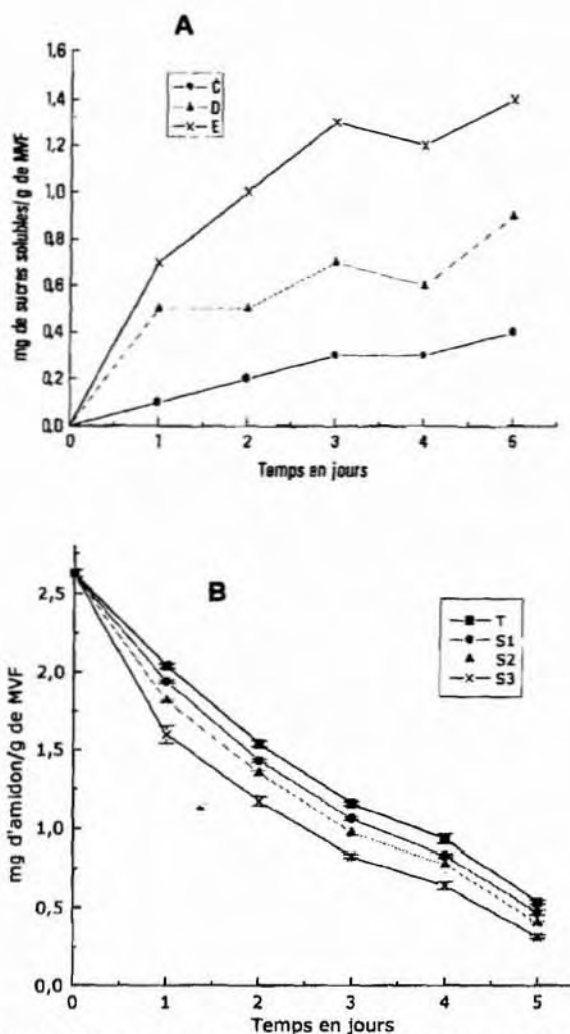 A
1,6
1,4
1,2
1,0
0,8
0,6
0,4
0,2
0,0
mg de sucres solubles/g de MVF
C
D
E
0 1 2 3 4 5
Temps en jours
B
2,5
2,0
1,5
1,0
0,5
0,0
mg d'amidon/g de MVF
T
S1
S2
S3
0 1 2 3 4 5
Temps en jours